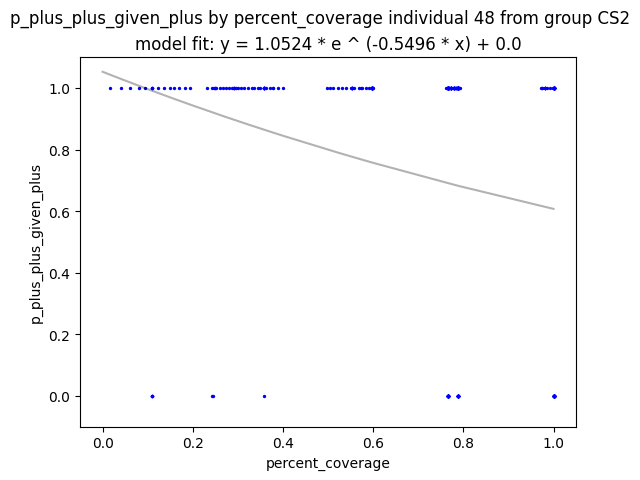 p_plus_plus_given_plus by percent_coverage individual 48 from group CS2
model fit: y = 1.0524 * e ^ (-0.5496 * x) + 0.0
1.0
0.8
0.6
0.4
0.2
0.0
p_plus_plus_given_plus
0.0 0.2 0.4 0.6 0.8 1.0
percent_coverage